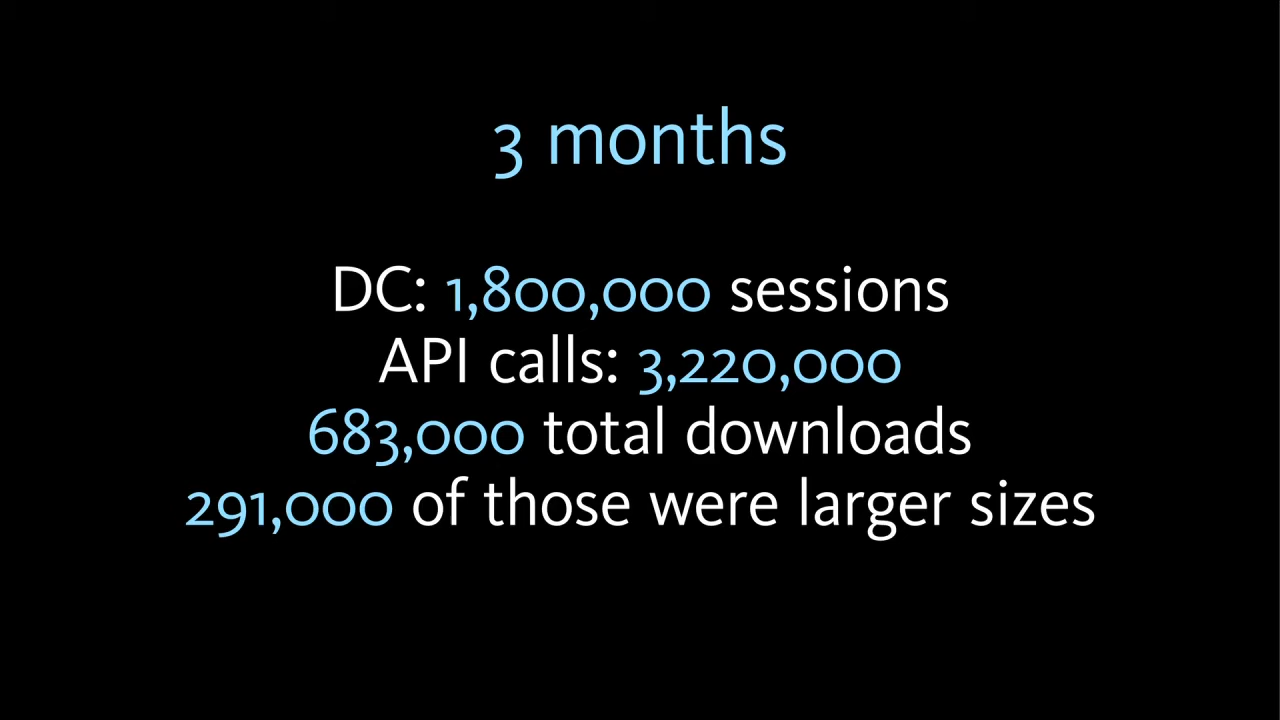 3 months
DC: 1,800,000 sessions
API calls: 3,220,000
683,000 total downloads
291,000 of those were larger sizes